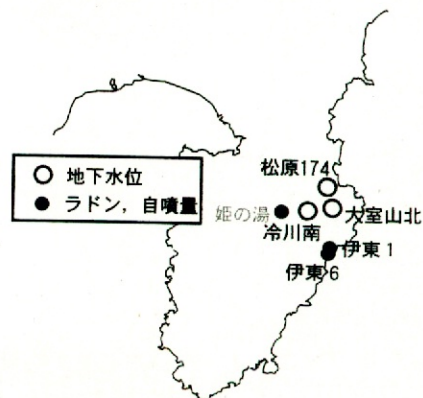 松原174
○ 地下水位
● ラドン，自噴量
姫の湯
大室山北
冷川南
伊東1
伊東6